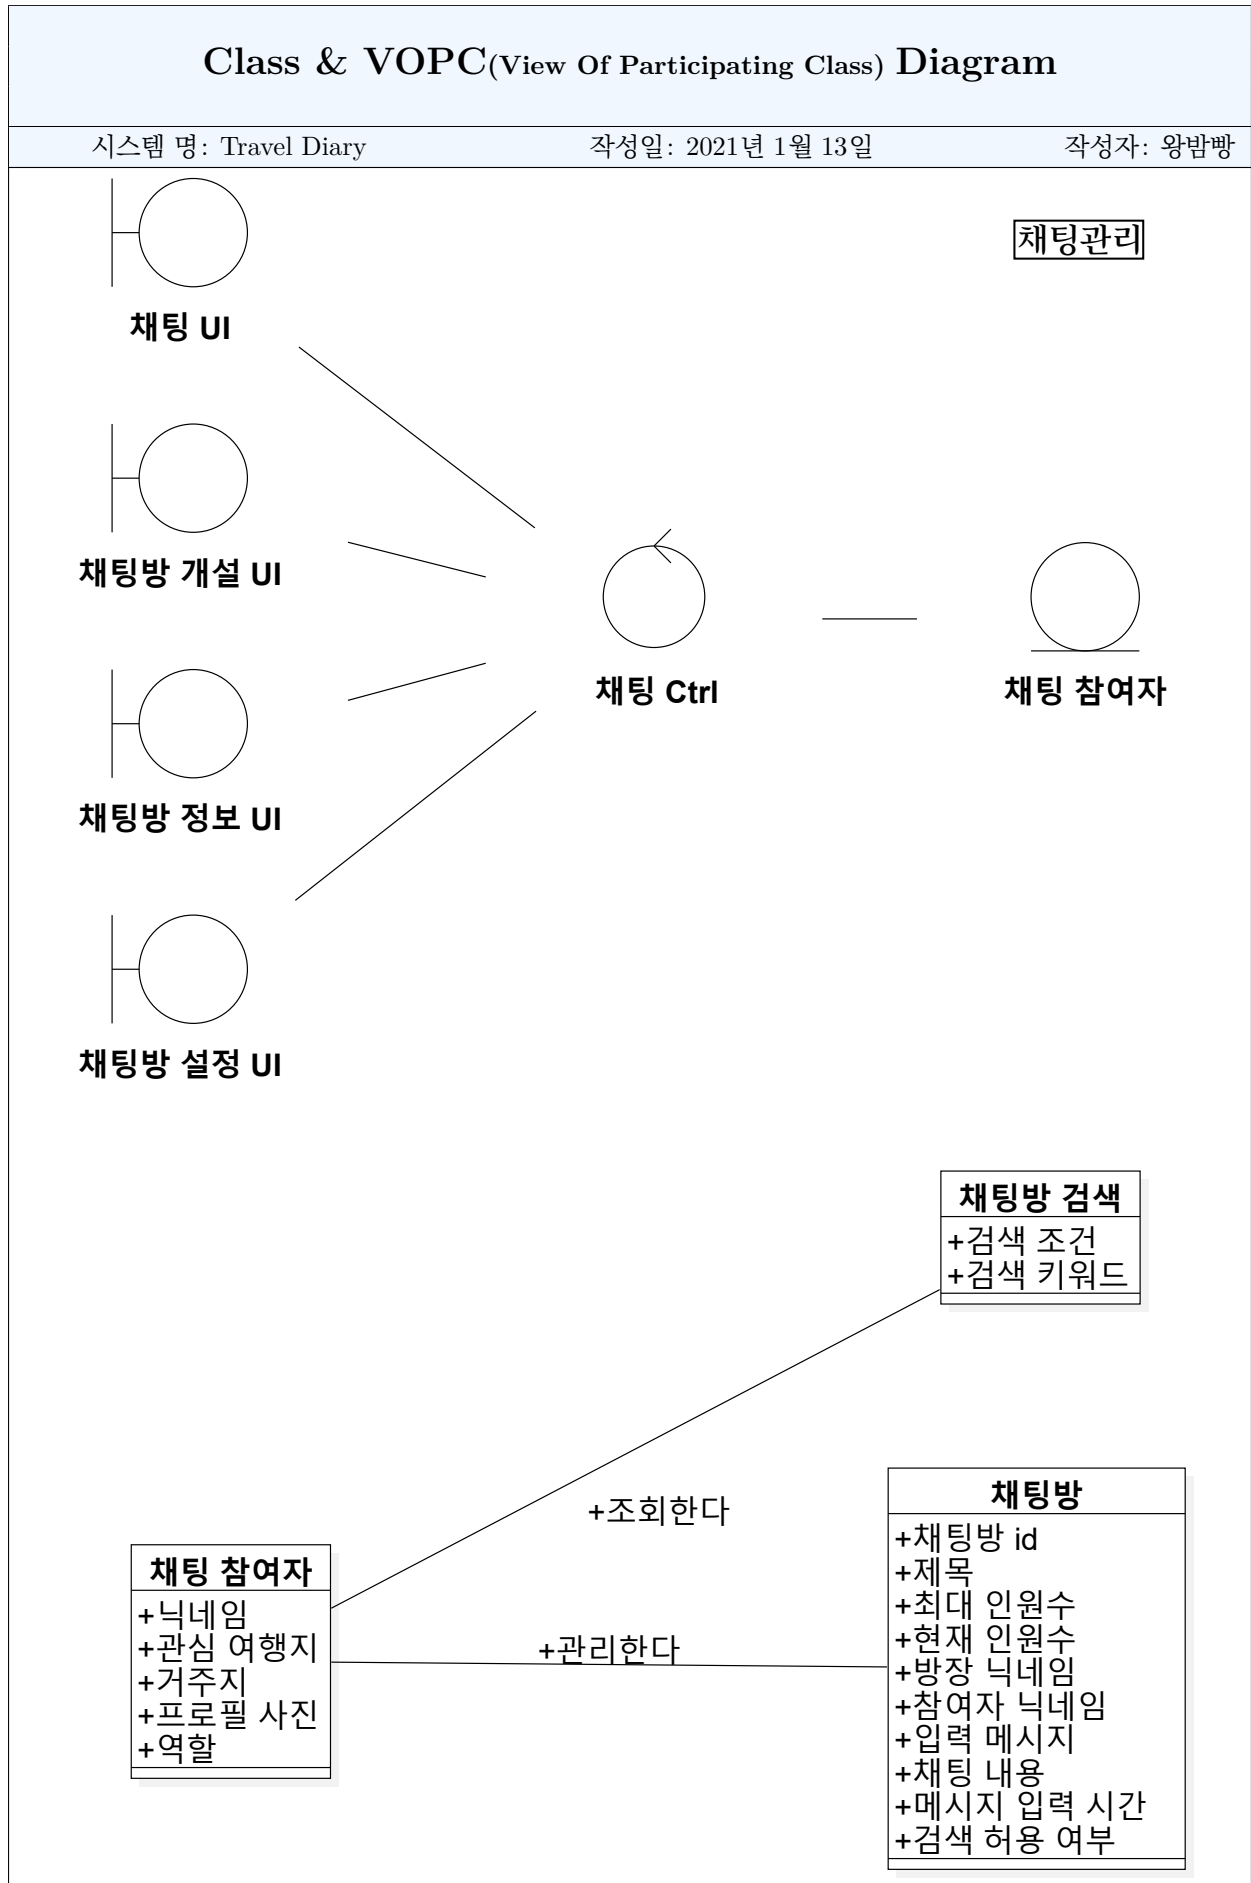 Class & VOPC(View Of Participating Class) Diagram
시스템 명: Travel Diary 작성일: 2021년 1월 13일 작성자: 왕밤빵
채팅관리
채팅 UI
채팅방 개설 UI
채팅 Ctrl
채팅 참여자
채팅방 정보 UI
채팅방 설정 UI
채팅방 검색
+검색 조건
+검색 키워드
+조회한다
+관리한다
채팅 참여자
+닉네임
+관심 여행지
+거주지
+프로필 사진
+역할
채팅방
+채팅방 id
+제목
+최대 인원수
+현재 인원수
+방장 닉네임
+참여자 닉네임
+입력 메시지
+채팅 내용
+메시지 입력 시간
+검색 허용 여부